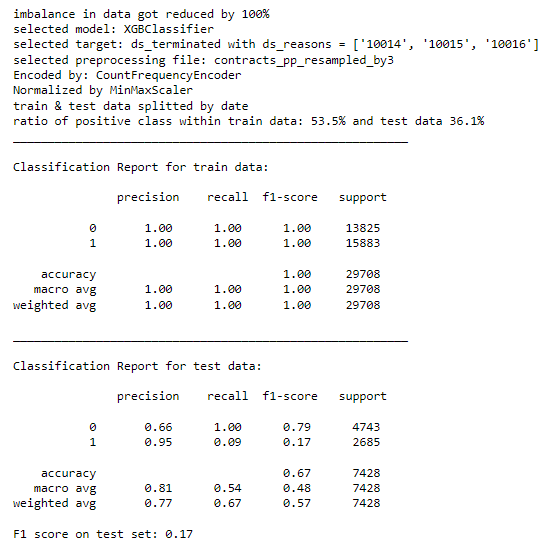 imbalance in data got reduced by 100%
selected model: XGBClassifier
selected target: ds_terminated with ds_reasons = ['10014', '10015', '10016']
selected preprocessing file: contracts_pp_resampled_by3
Encoded by: CountFrequencyEncoder
Normalized by MinMaxScaler
train & test data splitted by date
ratio of positive class within train data: 53.5% and test data 36.1%
Classification Report for train data:
precision recall f1-score support
0 1.00 1.00 1.00 13825
1 1.00 1.00 1.00 15883
accuracy 1.00 29708
macro avg 1.00 1.00 1.00 29708
weighted avg 1.00 1.00 1.00 29708
Classification Report for test data:
precision recall f1-score support
0 0.66 1.00 0.79 4743
1 0.95 0.09 0.17 2685
accuracy 0.67 7428
macro avg 0.81 0.54 0.48 7428
weighted avg 0.77 0.67 0.57 7428
F1 score on test set: 0.17